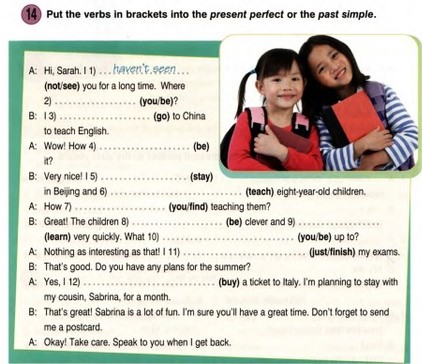 14 Put the verbs in brackets into the present perfect or the past simple.
A: Hi, Sarah. I 1) ....haven't seen....
(not/see) you for a long time. Where
2) ...................... (you/be)?
B: I 3) ........................ (go) to China
to teach English.
A: Wow! How 4) ........................ (be)
it?
B: Very nice! I 5) ........................ (stay)
in Beijing and 6) .................................. (teach) eight-year-old children.
A: How 7) ........................ (you/find) teaching them?
B: Great! The children 8) ........................ (be) clever and 9) ........................
(learn) very quickly. What 10) .................................. (you/be) up to?
A: Nothing as interesting as that! I 11) ........................ (just/finish) my exams.
B: That's good. Do you have any plans for the summer?
A: Yes, I 12) .................................. (buy) a ticket to Italy. I'm planning to stay with
my cousin, Sabrina, for a month.
B: That's great! Sabrina is a lot of fun. I'm sure you'll have a great time. Don't forget to send
me a postcard.
A: Okay! Take care. Speak to you when I get back.